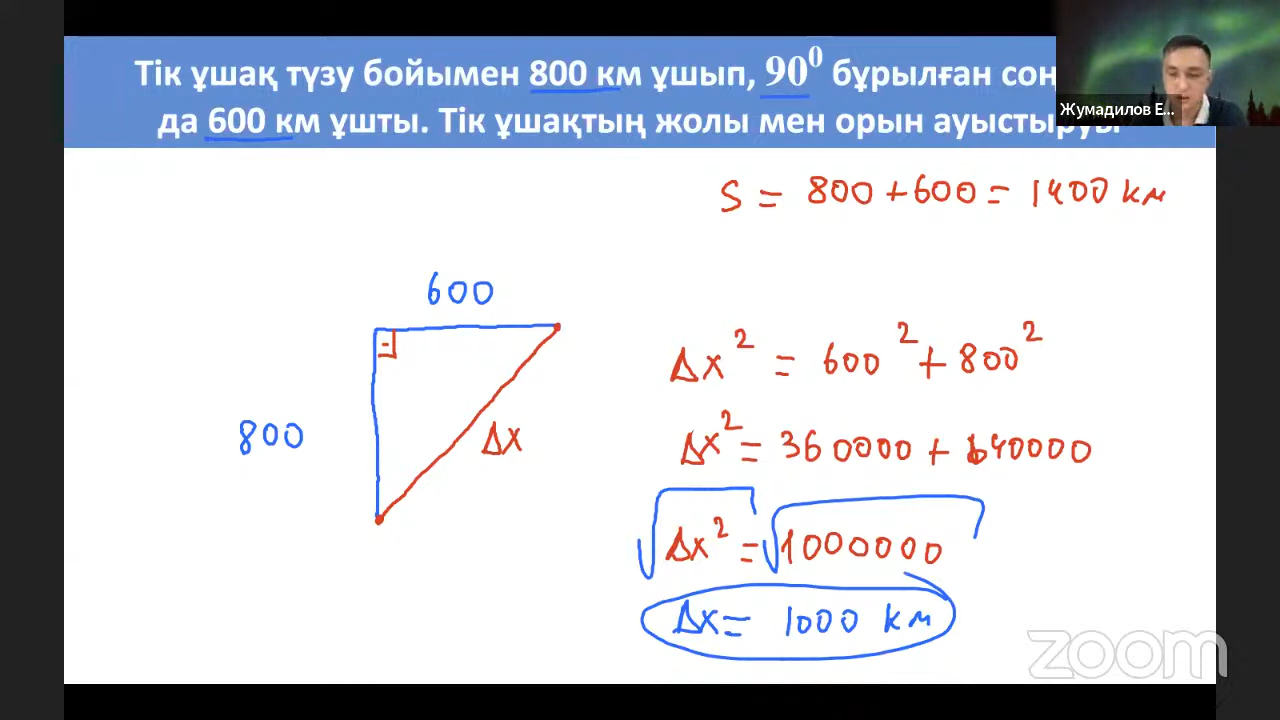 Тік ұшақ түзу бойымен 800 км ұшып, 90⁰ бұрылған соң
да 600 км ұшты. Тік ұшақтың жолы мен орын ауыстыруы
Жумадилов Е...
S = 800 + 600 = 1400 км
600
800
Δx
Δx² = 600² + 800²
Δx² = 360000 + 640000
√Δx² = √1000000
Δx = 1000 км
zoom